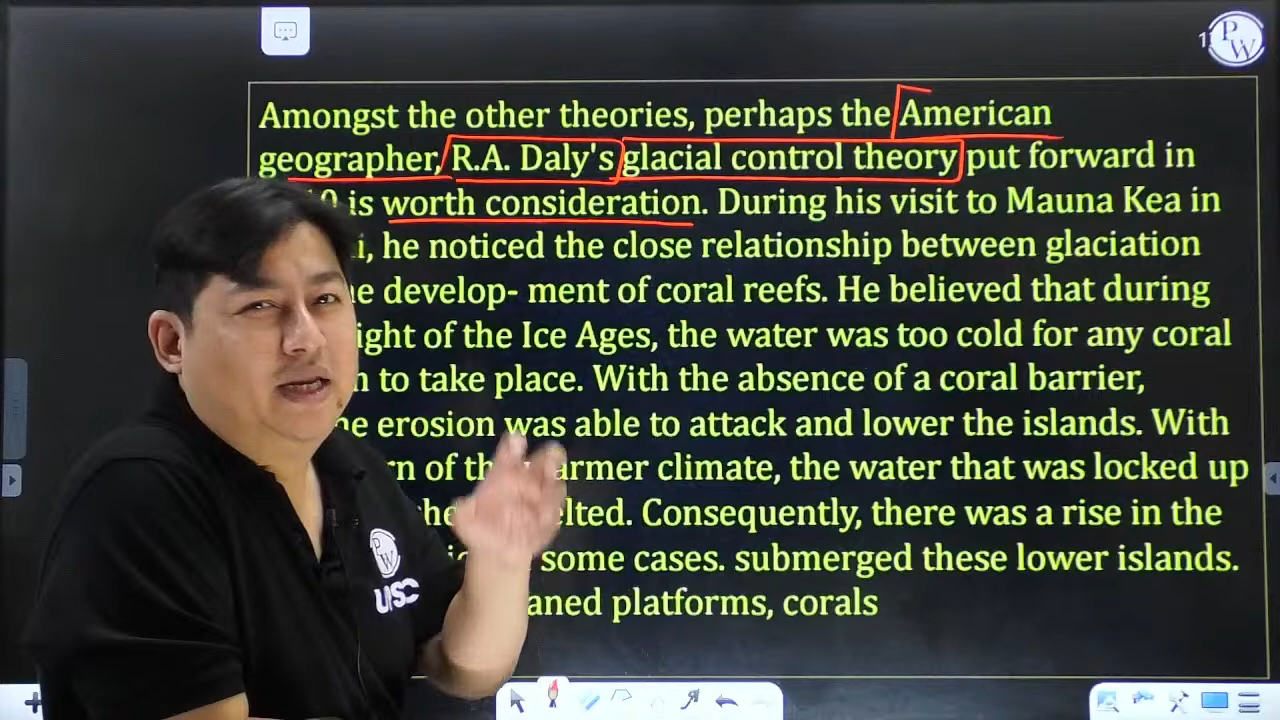 PW
Amongst the other theories, perhaps the American
geographer, R.A. Daly's glacial control theory put forward in
is worth consideration. During his visit to Mauna Kea in
he noticed the close relationship between glaciation
develop- ment of coral reefs. He believed that during
of the Ice Ages, the water was too cold for any coral
to take place. With the absence of a coral barrier,
erosion was able to attack and lower the islands. With
of the armer climate, the water that was locked up
Consequently, there was a rise in the
some cases. submerged these lower islands.
platforms, corals
PW